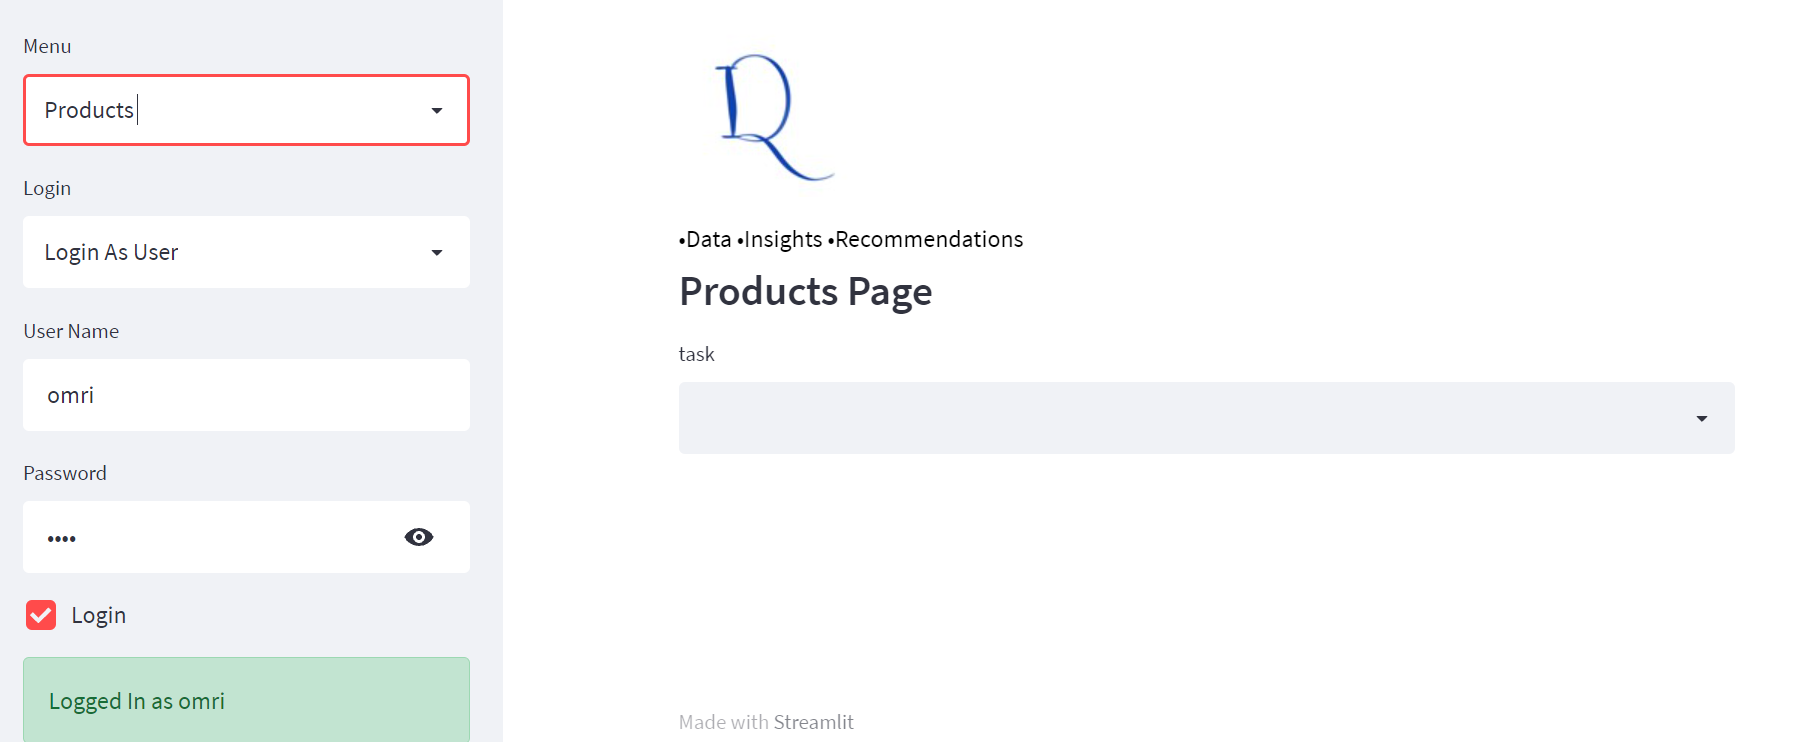 Menu
Products
Login
Login As User
User Name
omri
Password
••••
Login
Logged In as omri
•Data •Insights •Recommendations
Products Page
task
Made with Streamlit